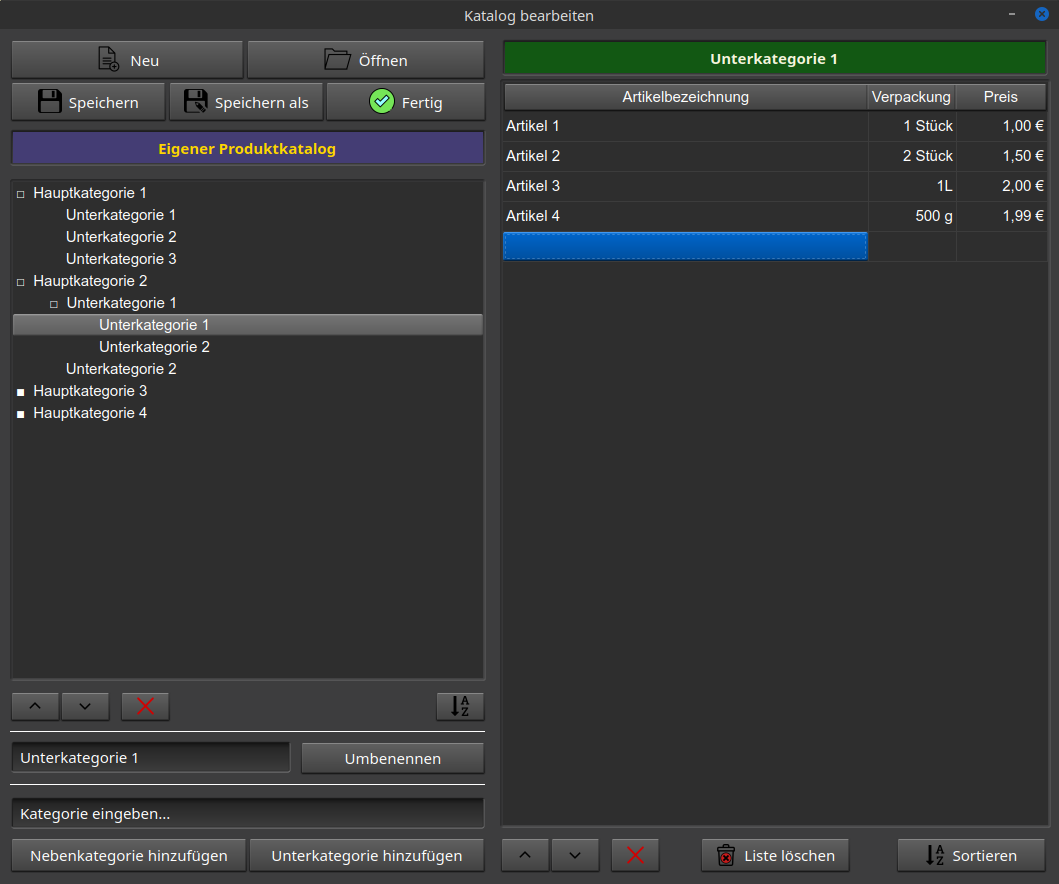 Katalog bearbeiten
Neu
Öffnen
Speichern
Speichern als
Fertig
Eigener Produktkatalog
Hauptkategorie 1
Unterkategorie 1
Unterkategorie 2
Unterkategorie 3
Hauptkategorie 2
Unterkategorie 1
Unterkategorie 1
Unterkategorie 2
Unterkategorie 2
Hauptkategorie 3
Hauptkategorie 4
A
Z
Unterkategorie 1
Umbenennen
Kategorie eingeben...
Nebenkategorie hinzufügen
Unterkategorie hinzufügen
Unterkategorie 1
Artikelbezeichnung Verpackung Preis
Artikel 1 1 Stück 1,00 €
Artikel 2 2 Stück 1,50 €
Artikel 3 1L 2,00 €
Artikel 4 500 g 1,99 €
Liste löschen
A
Z
Sortieren